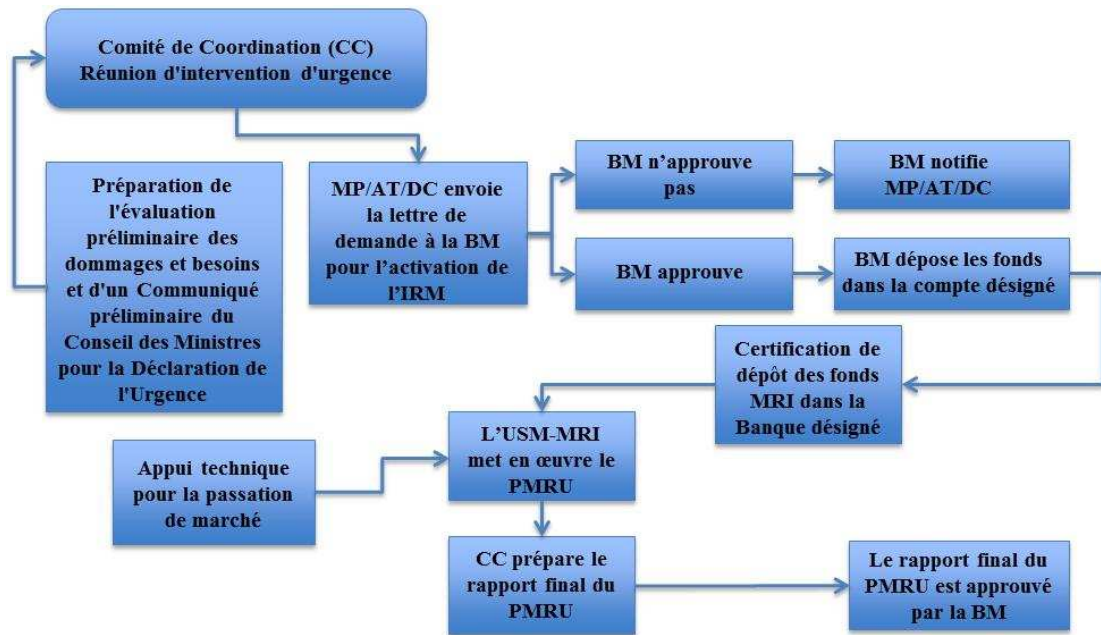 Comité de Coordination (CC)
Réunion d'intervention d'urgence
Préparation de
l'évaluation
préliminaire des
dommages et besoins
et d'un Communiqué
préliminaire du
Conseil des Ministres
pour la Déclaration de
l'Urgence
MP/AT/DC envoie
la lettre de
demande à la BM
pour l’activation de
l’IRM
BM n’approuve
pas
BM notifie
MP/AT/DC
BM approuve
BM dépose les fonds
dans la compte désigné
Certification de
dépôt des fonds
MRI dans la
Banque désigné
L’USM-MRI
met en œuvre le
PMRU
Appui technique
pour la passation
de marché
CC prépare le
rapport final du
PMRU
Le rapport final du
PMRU est approuvé
par la BM